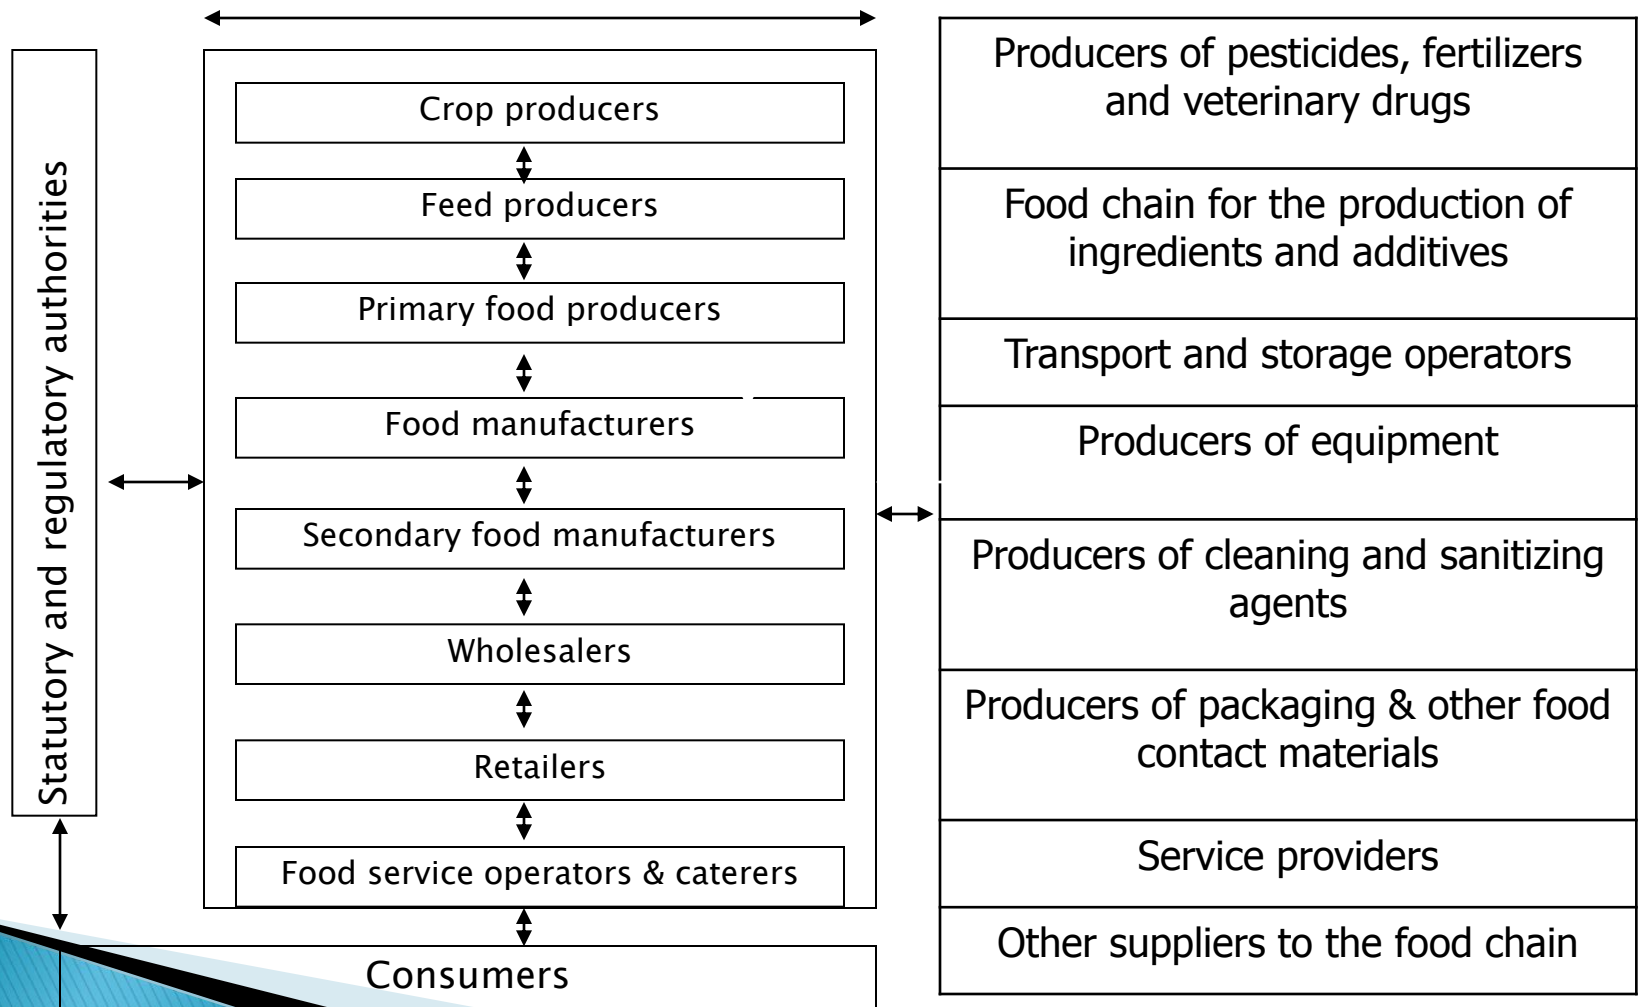 Statutory and regulatory authorities
Crop producers
Feed producers
Primary food producers
Food manufacturers
Secondary food manufacturers
Wholesalers
Retailers
Food service operators & caterers
Consumers
Producers of pesticides, fertilizers
and veterinary drugs
Food chain for the production of
ingredients and additives
Transport and storage operators
Producers of equipment
Producers of cleaning and sanitizing
agents
Producers of packaging & other food
contact materials
Service providers
Other suppliers to the food chain